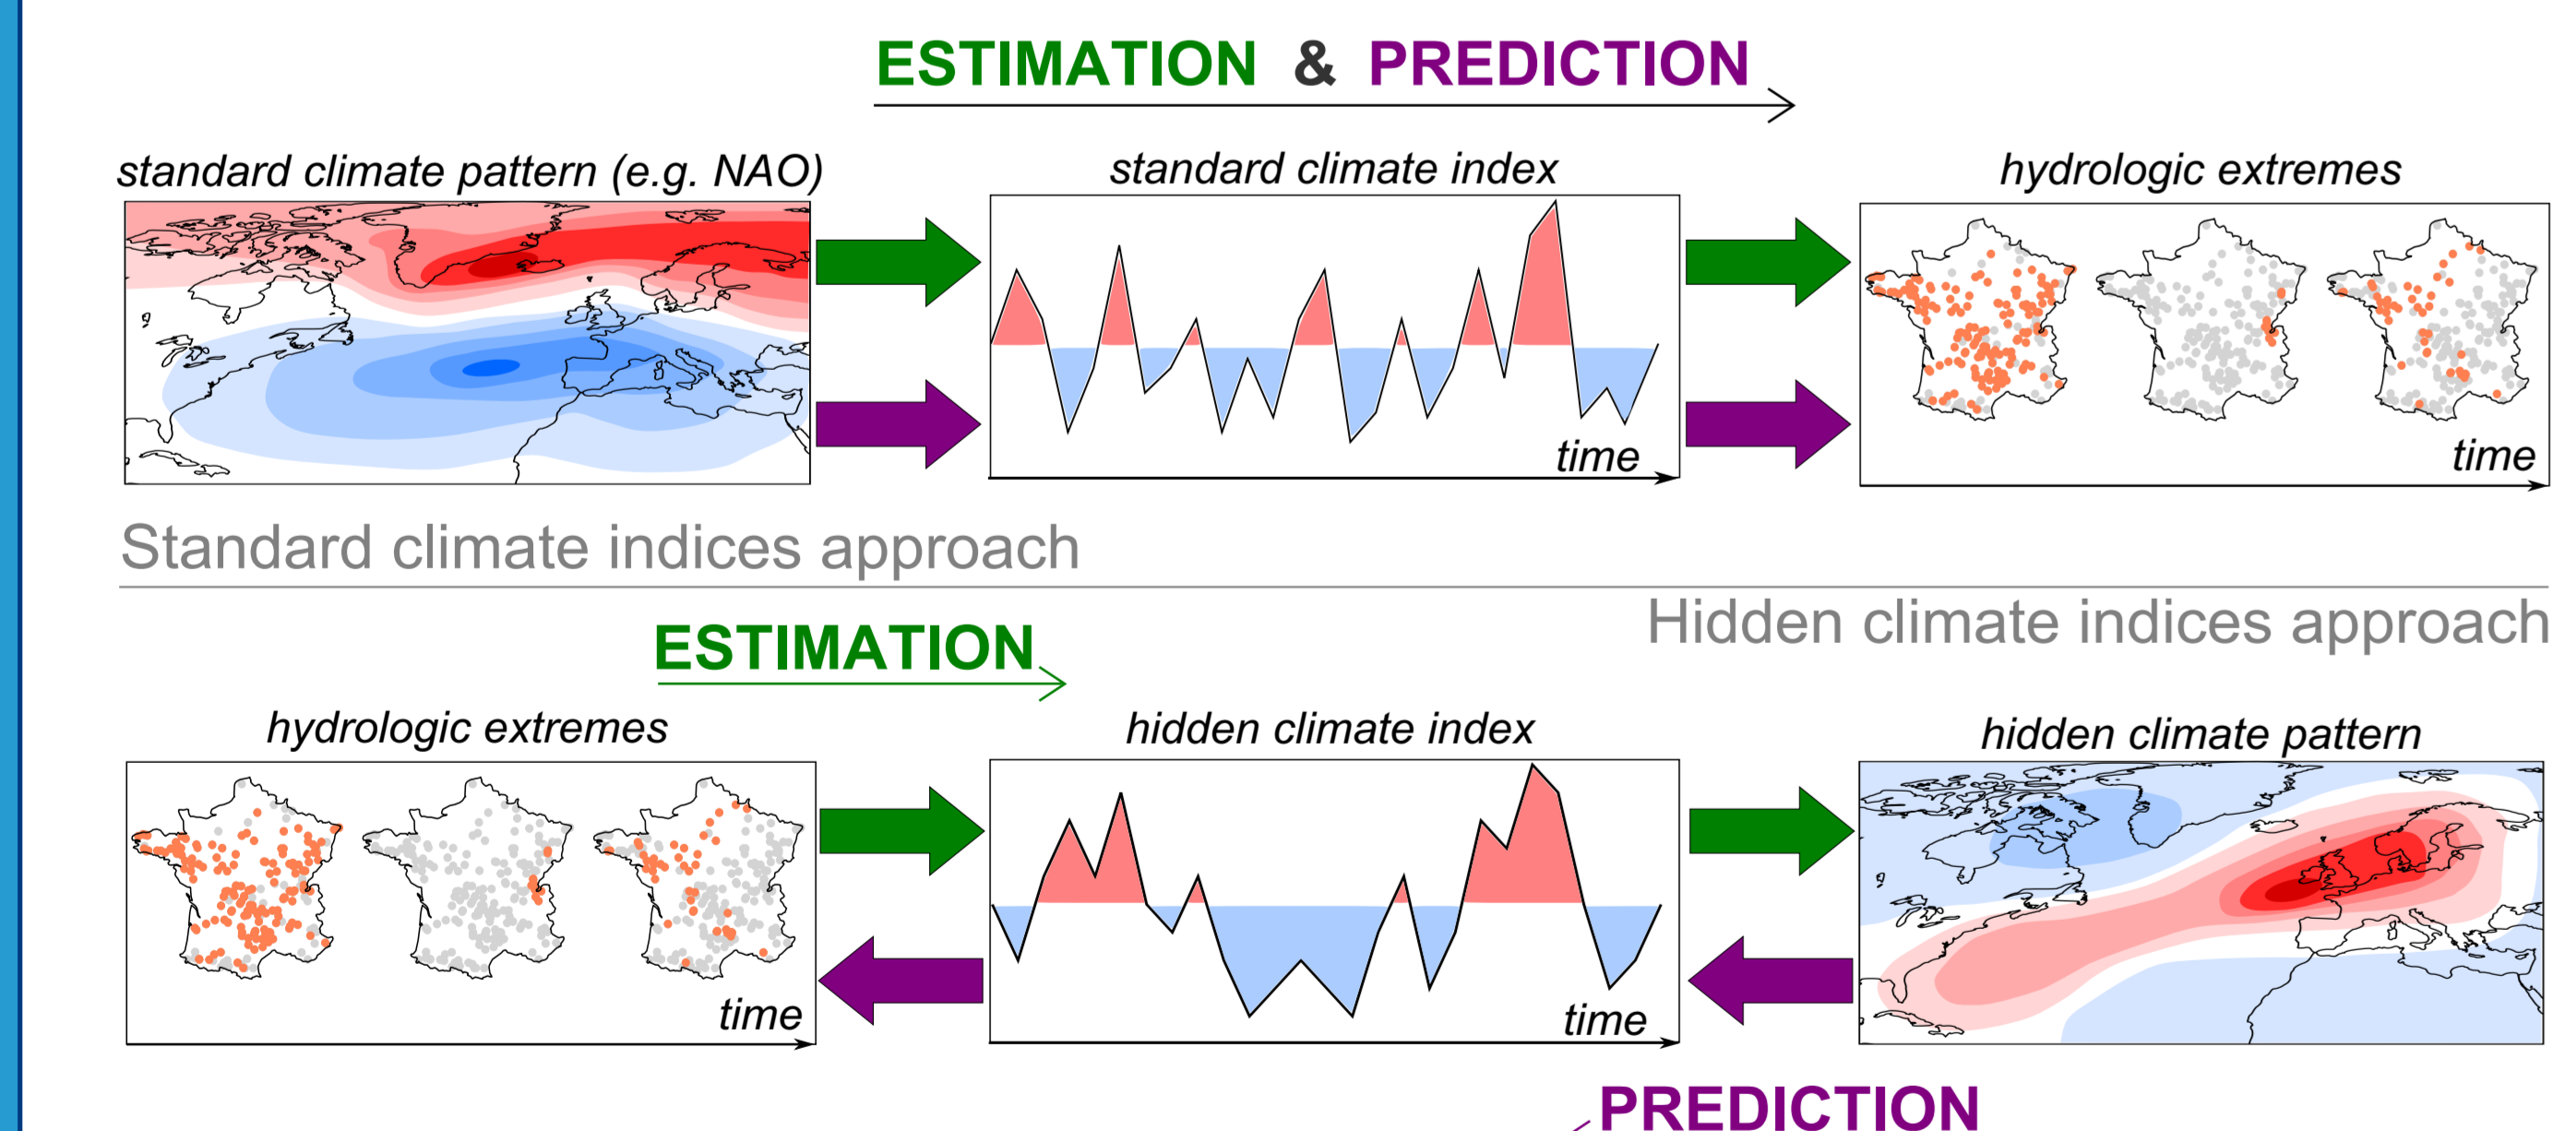 ESTIMATION & PREDICTION
standard climate pattern (e.g. NAO)
standard climate index
hydrologic extremes
time
time
Standard climate indices approach
Hidden climate indices approach
ESTIMATION
hydrologic extremes
hidden climate index
hidden climate pattern
time
time
PREDICTION